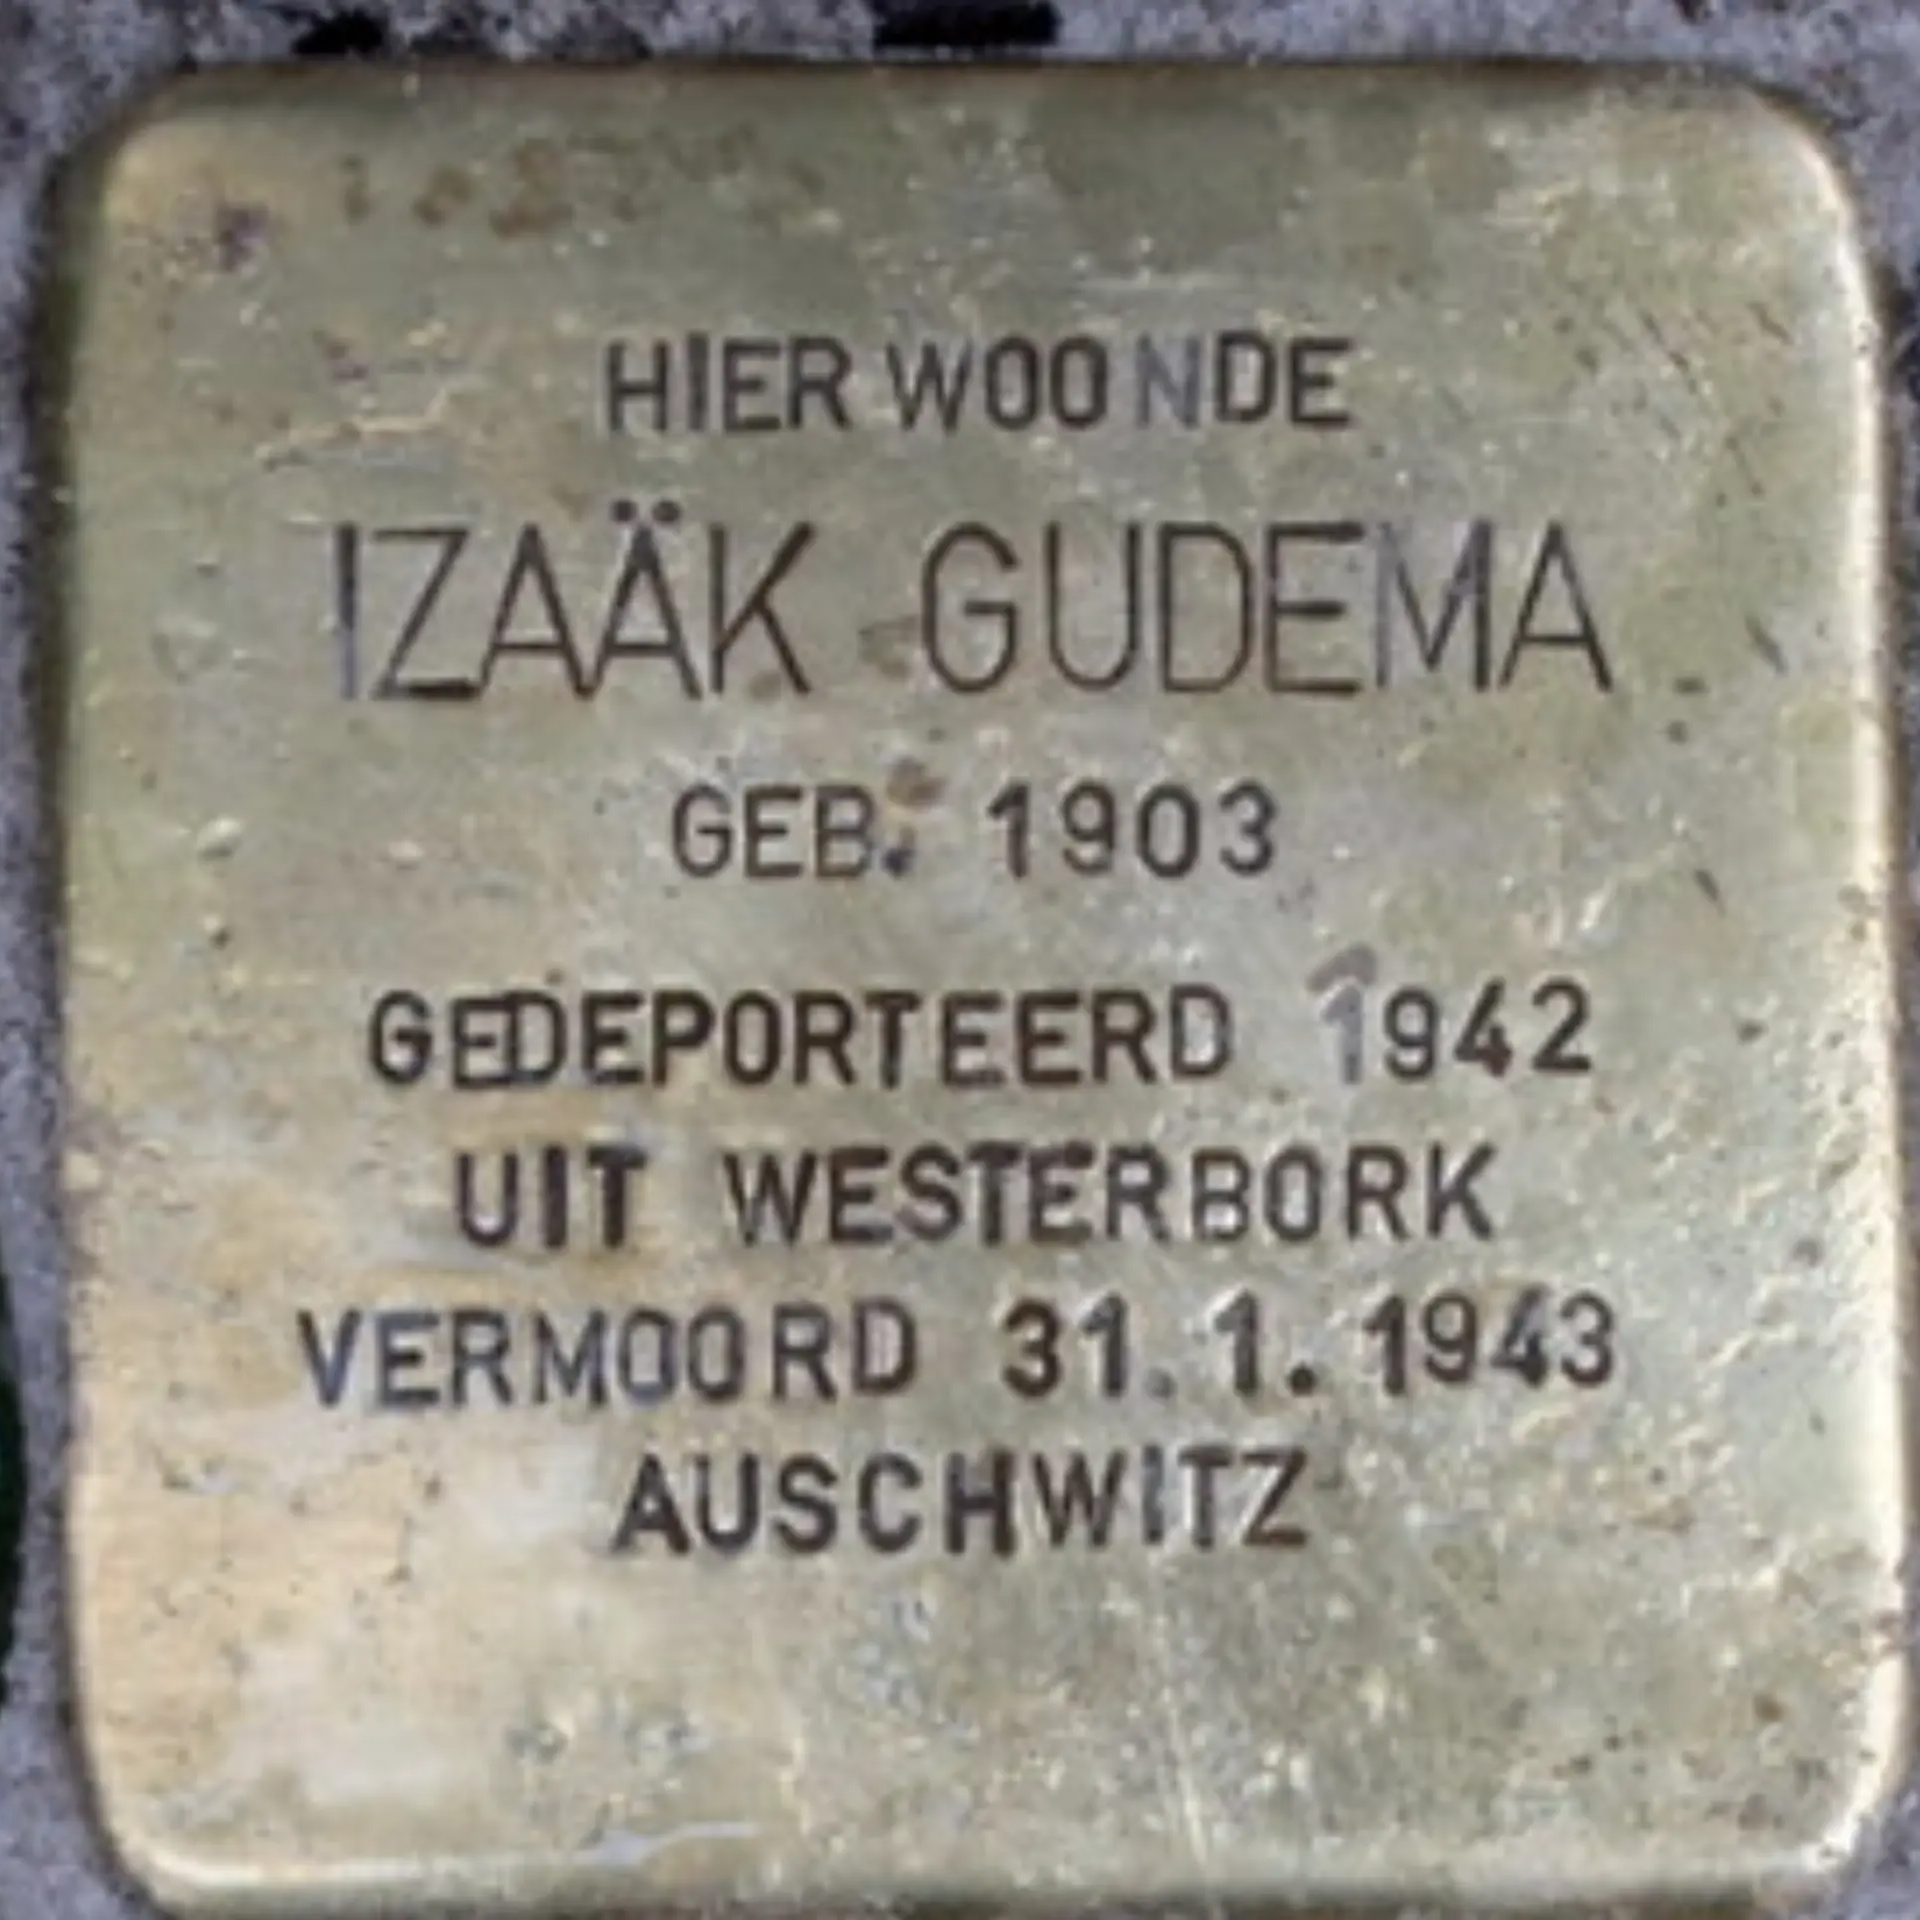 HIER WOONDE
IZAÄK GUDEMA
GEB. 1903
GEDEPORTEERD 1942
UIT WESTERBORK
VERMOORD 31.1.1943
AUSCHWITZ